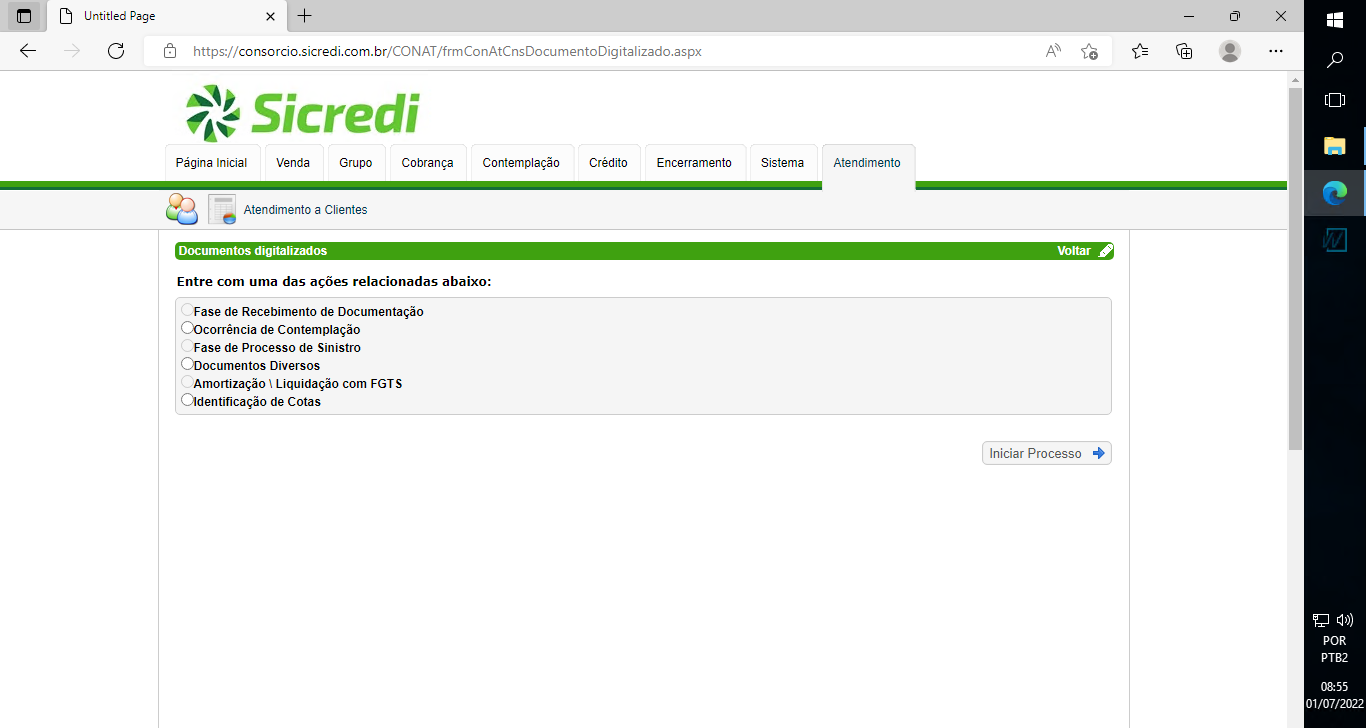 Untitled Page
https://consorcio.sicredi.com.br/CONAT/frmConAtCnsDocumentoDigitalizado.aspx
Sicredi
Página Inicial Venda Grupo Cobrança Contemplação Crédito Encerramento Sistema Atendimento
Atendimento a Clientes
Documentos digitalizados Voltar
Entre com uma das ações relacionadas abaixo:
Fase de Recebimento de Documentação
Ocorrência de Contemplação
Fase de Processo de Sinistro
Documentos Diversos
Amortização \ Liquidação com FGTS
Identificação de Cotas
Iniciar Processo
POR
PTB2
08:55
01/07/2022